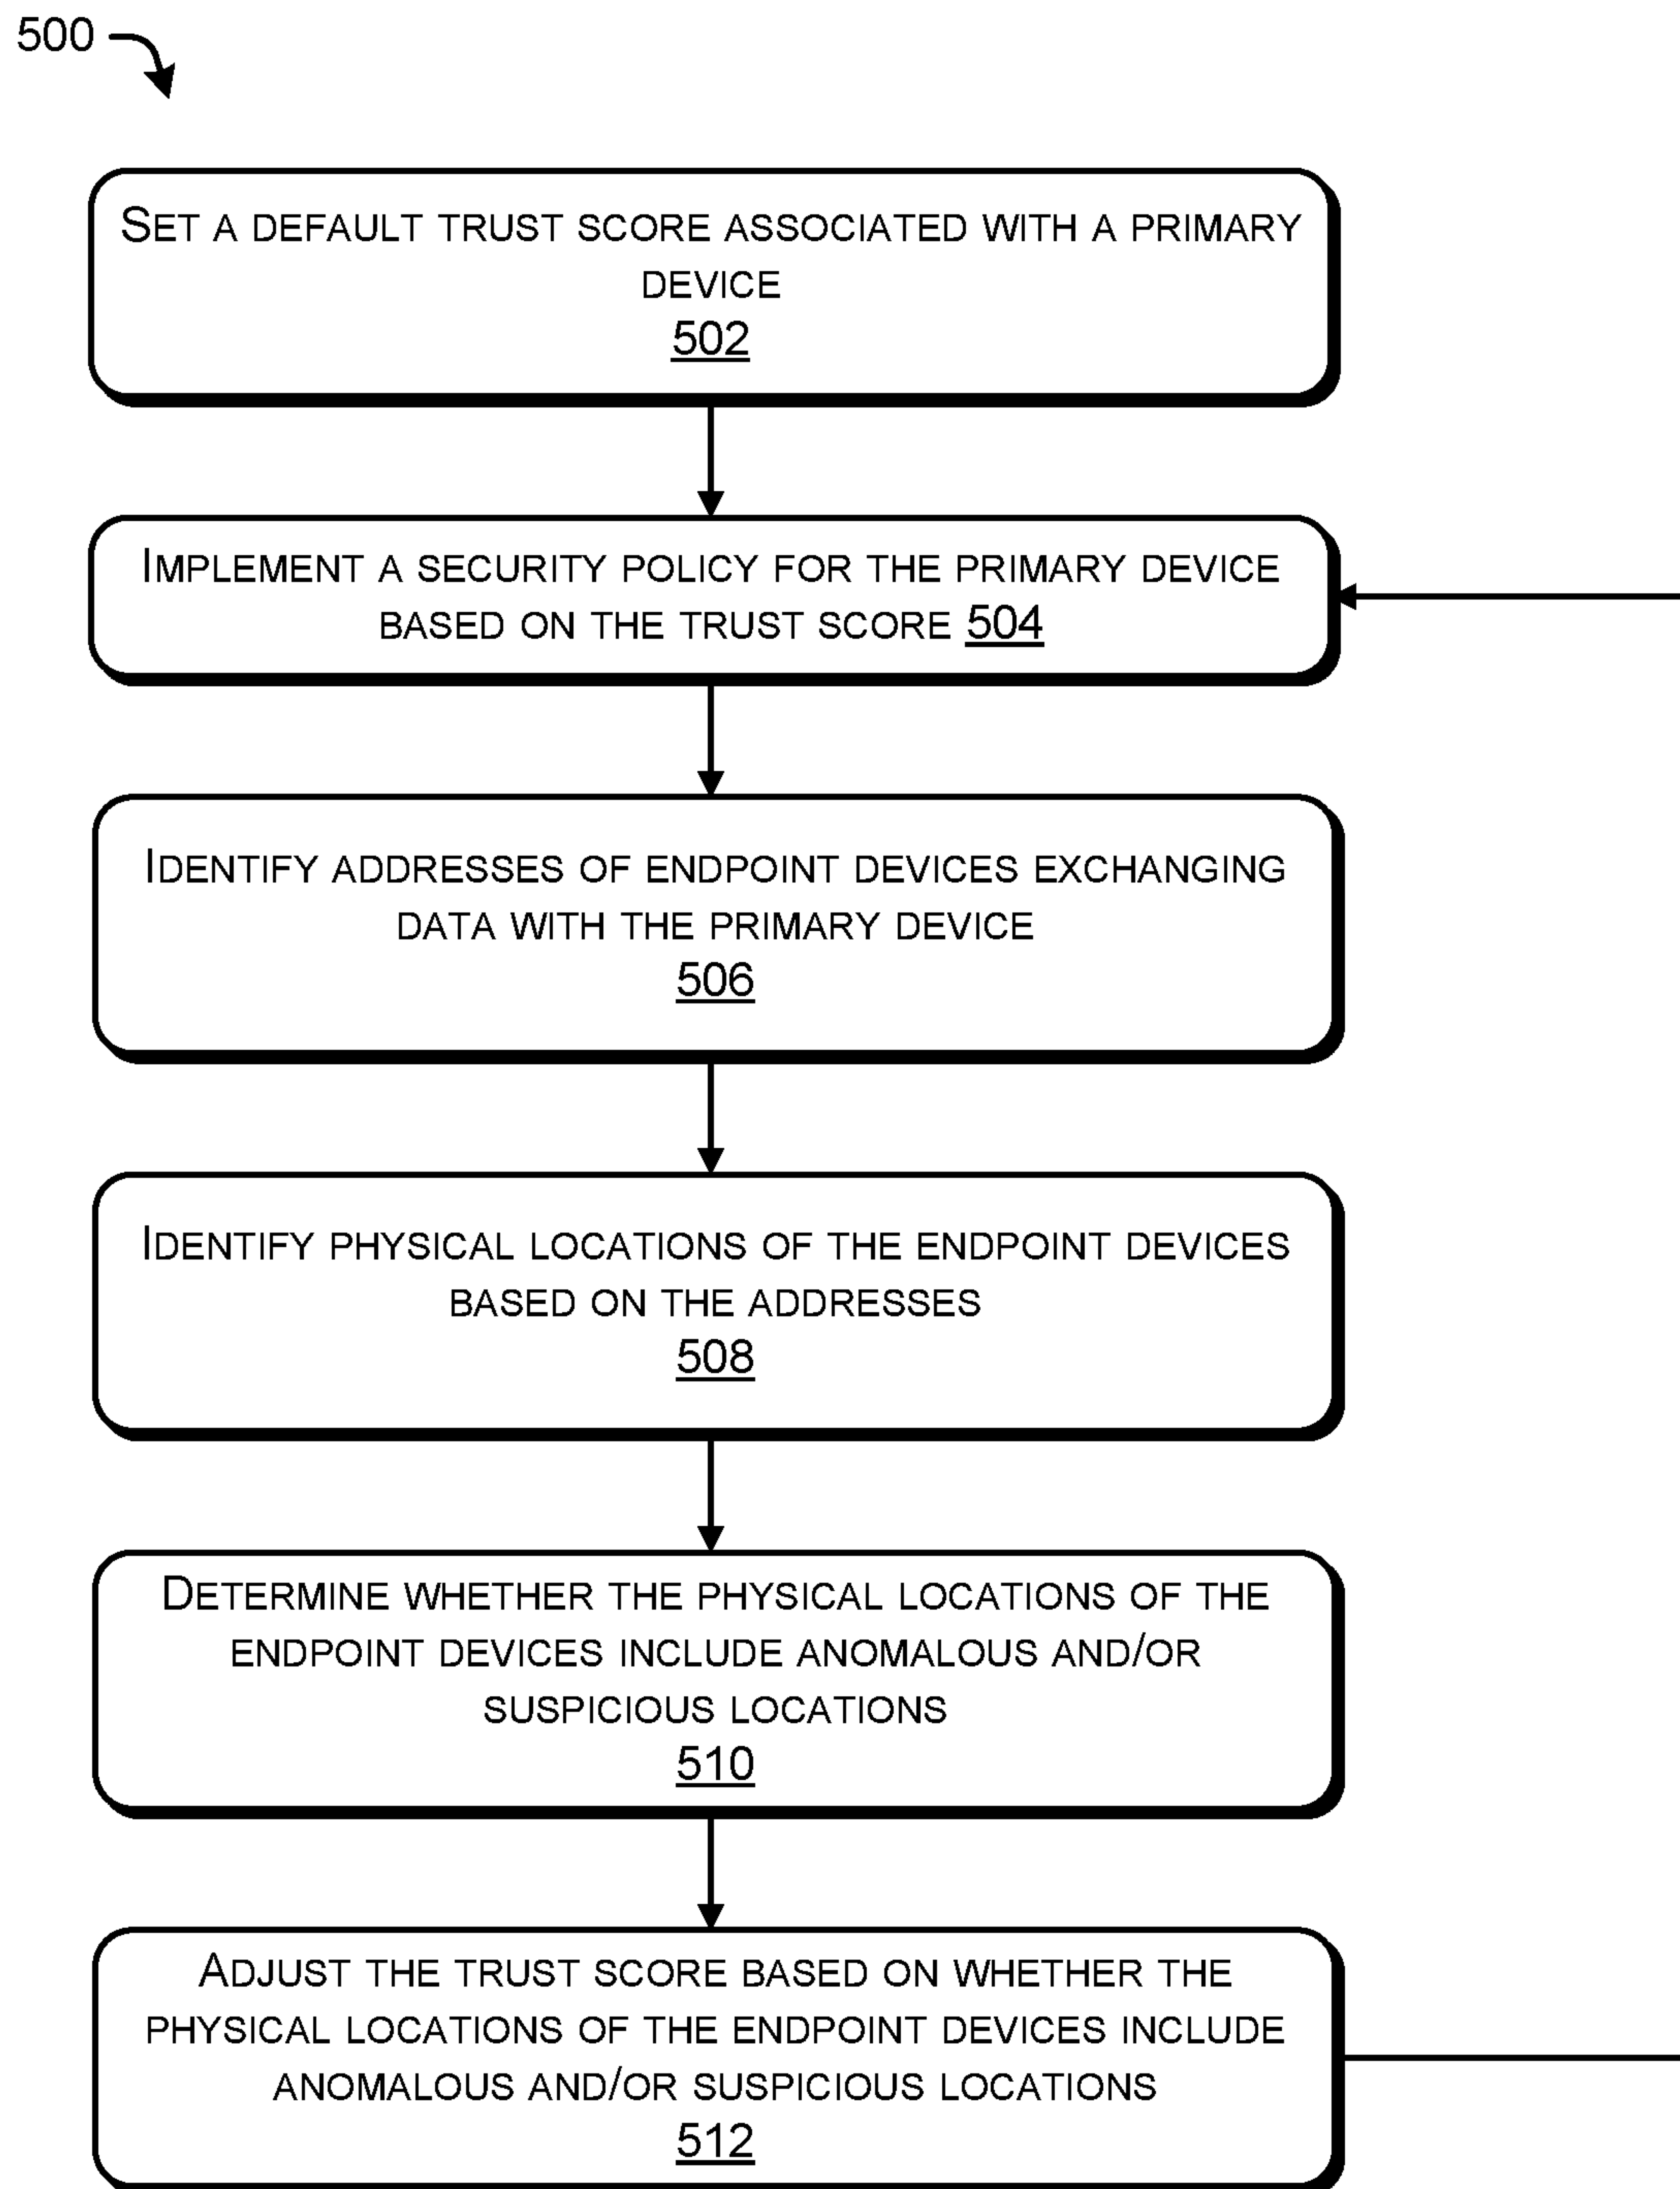 500
SET A DEFAULT TRUST SCORE ASSOCIATED WITH A PRIMARY
DEVICE
502
IMPLEMENT A SECURITY POLICY FOR THE PRIMARY DEVICE
BASED ON THE TRUST SCORE 504
IDENTIFY ADDRESSES OF ENDPOINT DEVICES EXCHANGING
DATA WITH THE PRIMARY DEVICE
506
IDENTIFY PHYSICAL LOCATIONS OF THE ENDPOINT DEVICES
BASED ON THE ADDRESSES
508
DETERMINE WHETHER THE PHYSICAL LOCATIONS OF THE
ENDPOINT DEVICES INCLUDE ANOMALOUS AND/OR
SUSPICIOUS LOCATIONS
510
ADJUST THE TRUST SCORE BASED ON WHETHER THE
PHYSICAL LOCATIONS OF THE ENDPOINT DEVICES INCLUDE
ANOMALOUS AND/OR SUSPICIOUS LOCATIONS
512